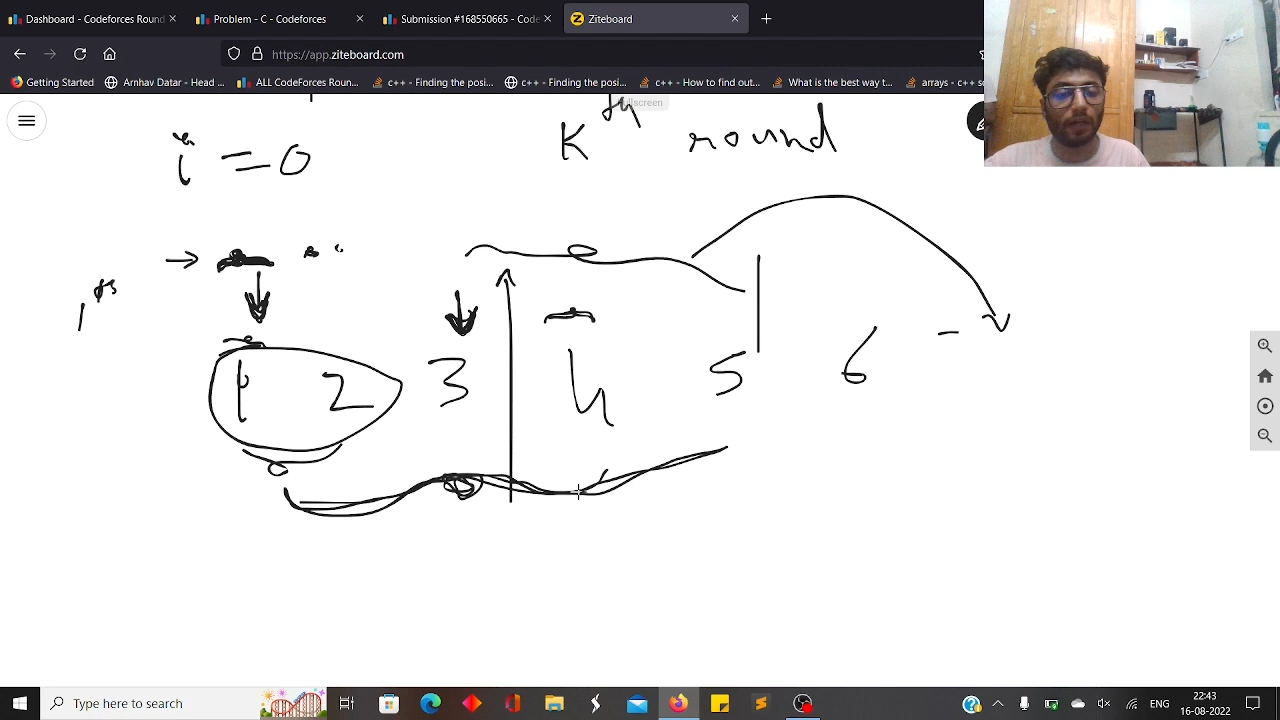 Dashboard - Codeforces Round
Problem - C - Codeforces
Submission #168550665 - Code
Ziteboard
https://app.ziteboard.com
Getting Started
Arnhav Datar - Head ...
ALL CodeForces Roun...
c++ - Finding the posi...
c++ - Finding the posi...
c++ - How to find out...
What is the best way t...
arrays - c++ s
i = 0
Kth round
1st
1 2 3 4 5 6 -
Type here to search
ENG
22:43
16-08-2022